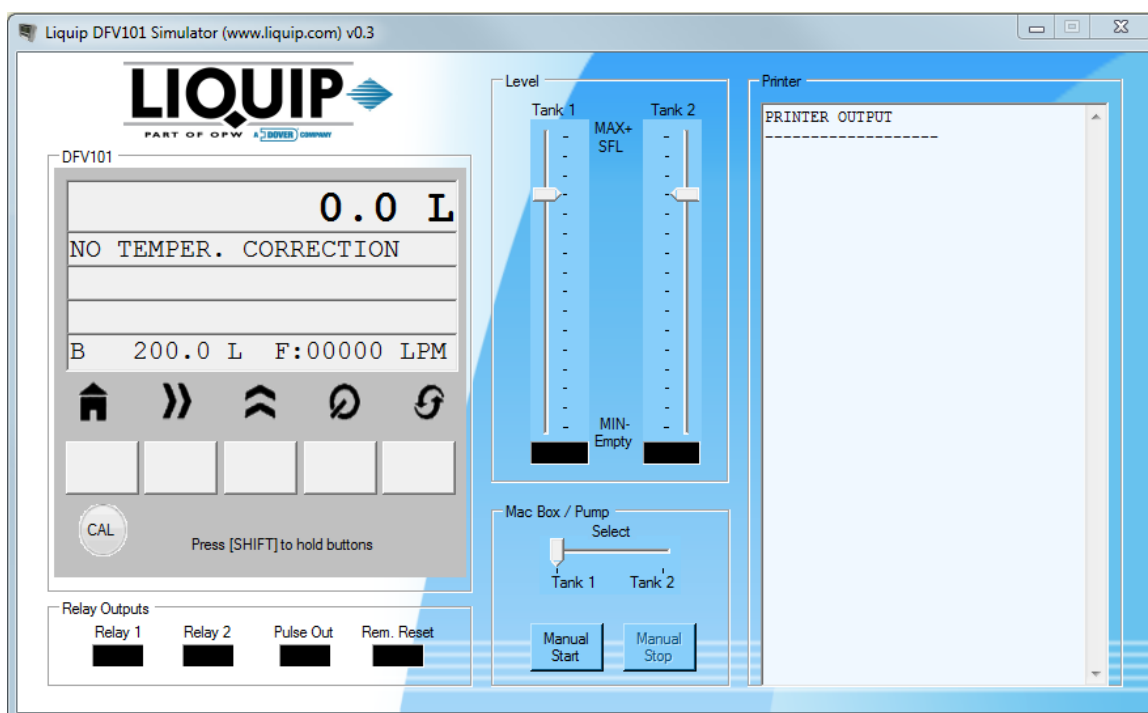 Liquip DFV101 Simulator (www.liquip.com) v0.3
LIQUIP
PART OF OPW A DOVER COMPANY
DFV101
0.0 L
NO TEMPER. CORRECTION
B 200.0 L F:00000 LPM
CAL
Press [SHIFT] to hold buttons
Relay Outputs
Relay 1 Relay 2 Pulse Out Rem. Reset
Level
Tank 1 Tank 2
MAX+
SFL
MIN-
Empty
Mac Box / Pump
Select
Tank 1 Tank 2
Manual
Start
Manual
Stop
Printer
PRINTER OUTPUT
-------------------